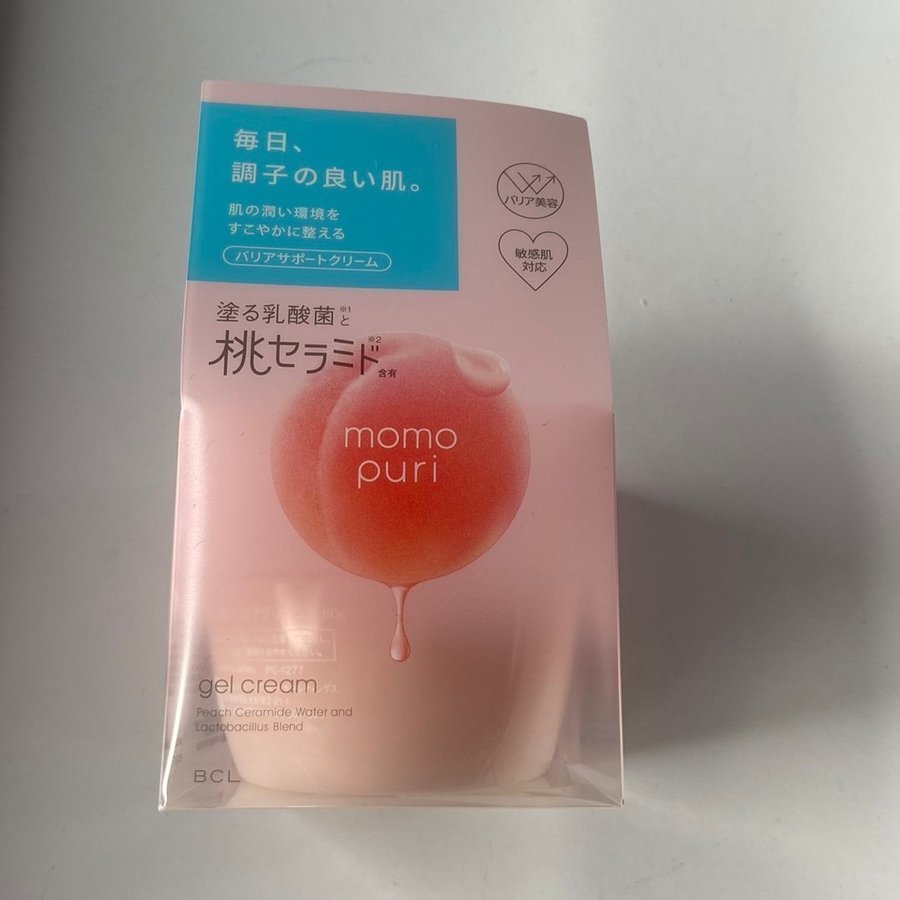 毎日、
調子の良い肌。
肌の潤い環境を
すこやかに整える
バリアサポートクリーム
バリア美容
敏感肌
対応
塗る乳酸菌※1と
桃セラミド※2含有
momo
puri
gel cream
Peach Ceramide Water and
Lactobacillus Blend
BCL